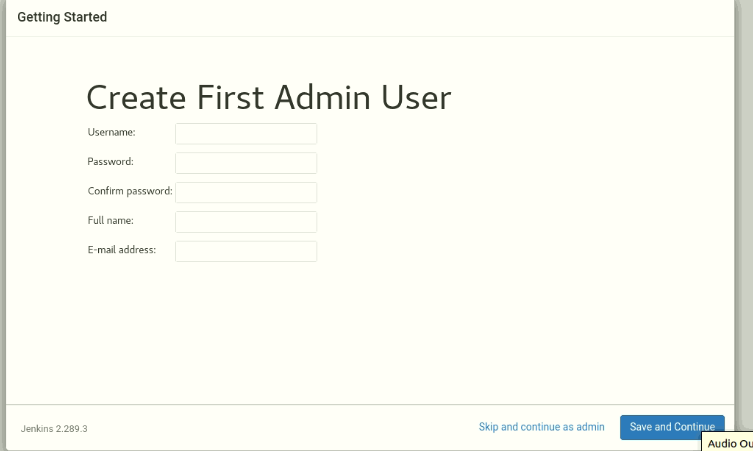 Getting Started
Create First Admin User
Username:
Password:
Confirm password:
Full name:
E-mail address:
Jenkins 2.289.3
Skip and continue as admin
Save and Continue
Audio